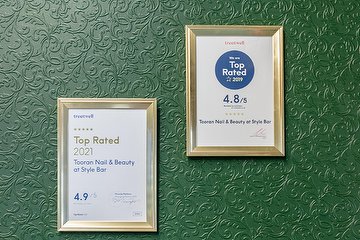 treatwell
Top Rated
2021
Tooran Nail & Beauty
at Style Bar
4.9/5
treatwell
We are
Top
Rated
2019
4.8/5
Tooran Nail & Beauty at Style Bar